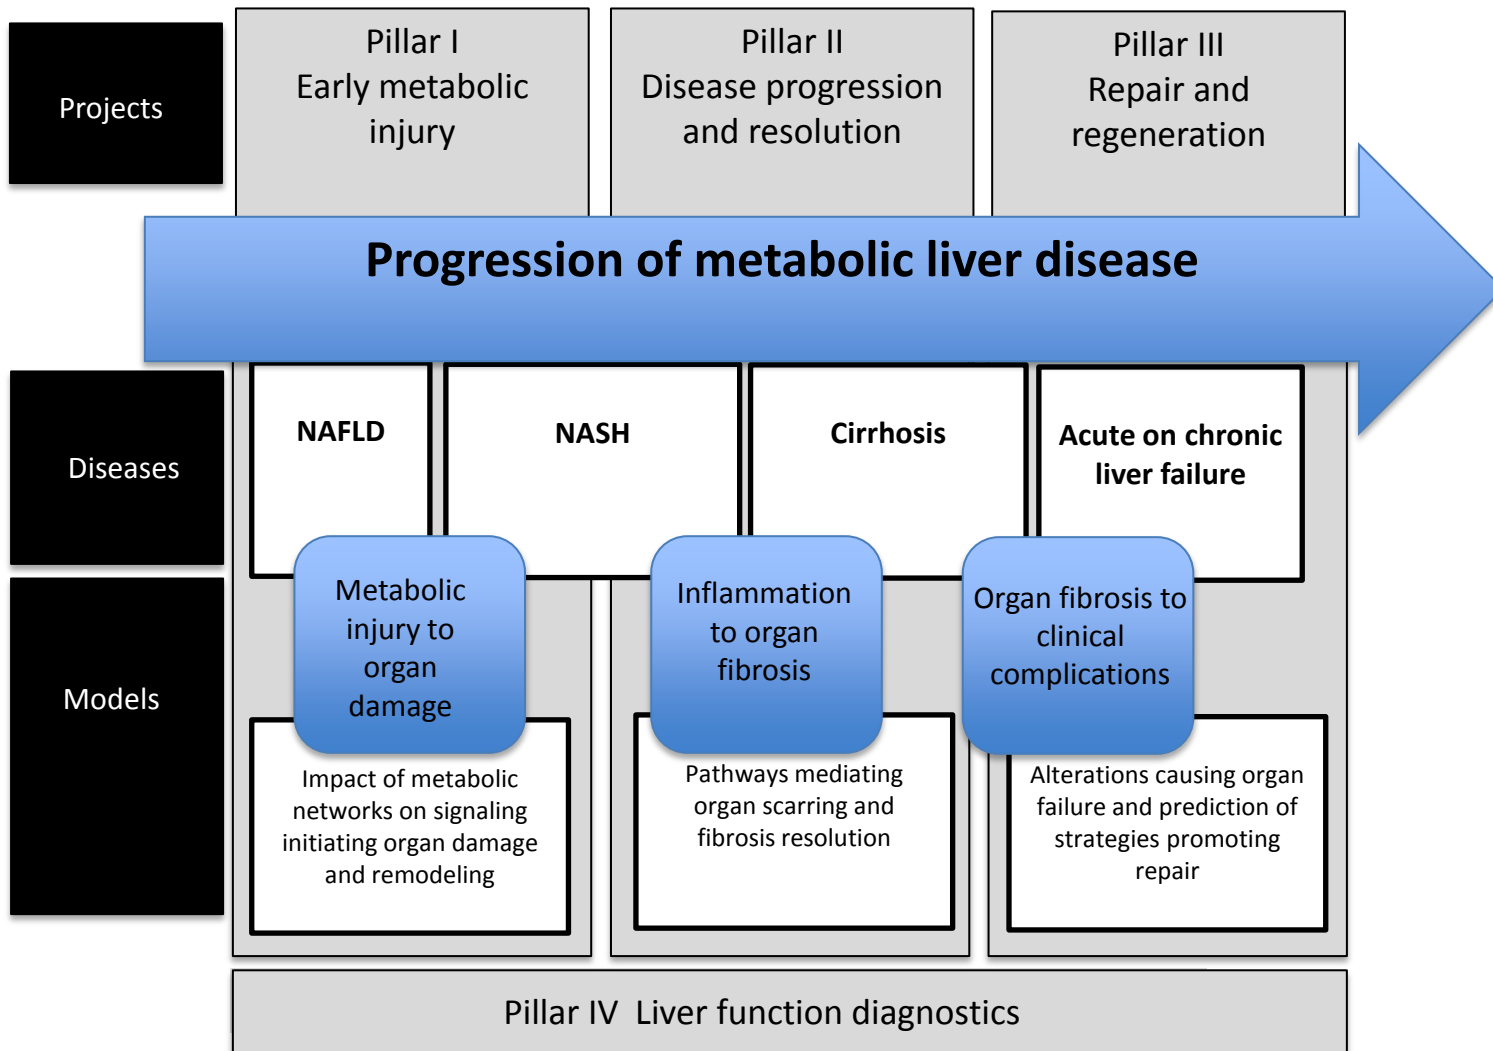 Projects
Pillar I
Early metabolic
injury
Pillar II
Disease progression
and resolution
Pillar III
Repair and
regeneration
Progression of metabolic liver disease
Diseases
NAFLD
NASH
Cirrhosis
Acute on chronic
liver failure
Models
Metabolic
injury to
organ
damage
Inflammation
to organ
fibrosis
Organ fibrosis to
clinical
complications
Impact of metabolic
networks on signaling
initiating organ damage
and remodeling
Pathways mediating
organ scarring and
fibrosis resolution
Alterations causing organ
failure and prediction of
strategies promoting
repair
Pillar IV Liver function diagnostics